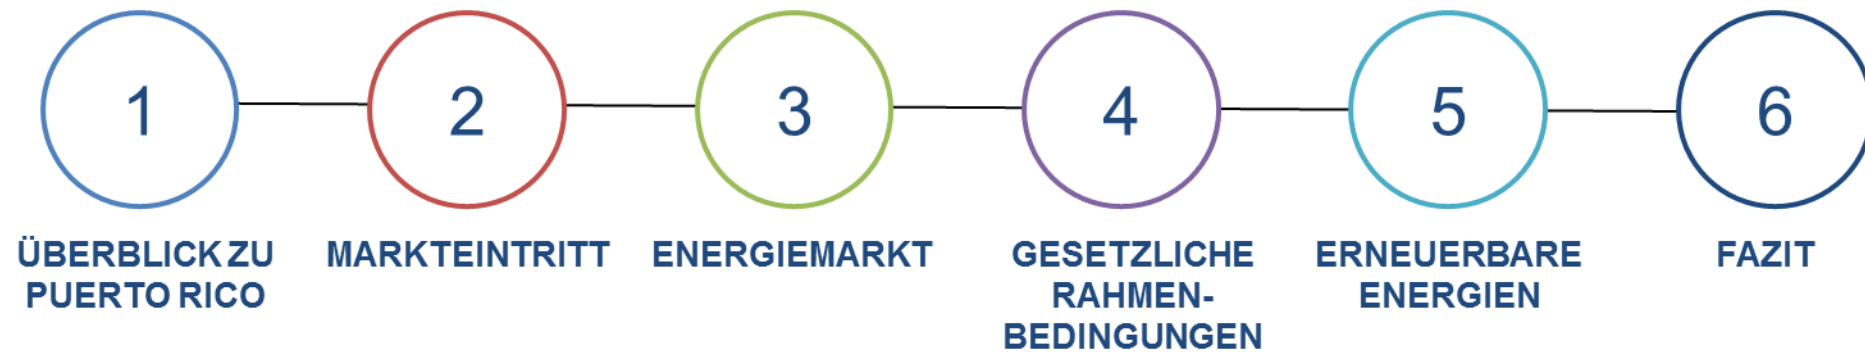 1
2
3
4
5
6
ÜBERBLICK ZU
PUERTO RICO
MARKTEINTRITT
ENERGIEMARKT
GESETZLICHE
RAHMEN-
BEDINGUNGEN
ERNEUERBARE
ENERGIEN
FAZIT